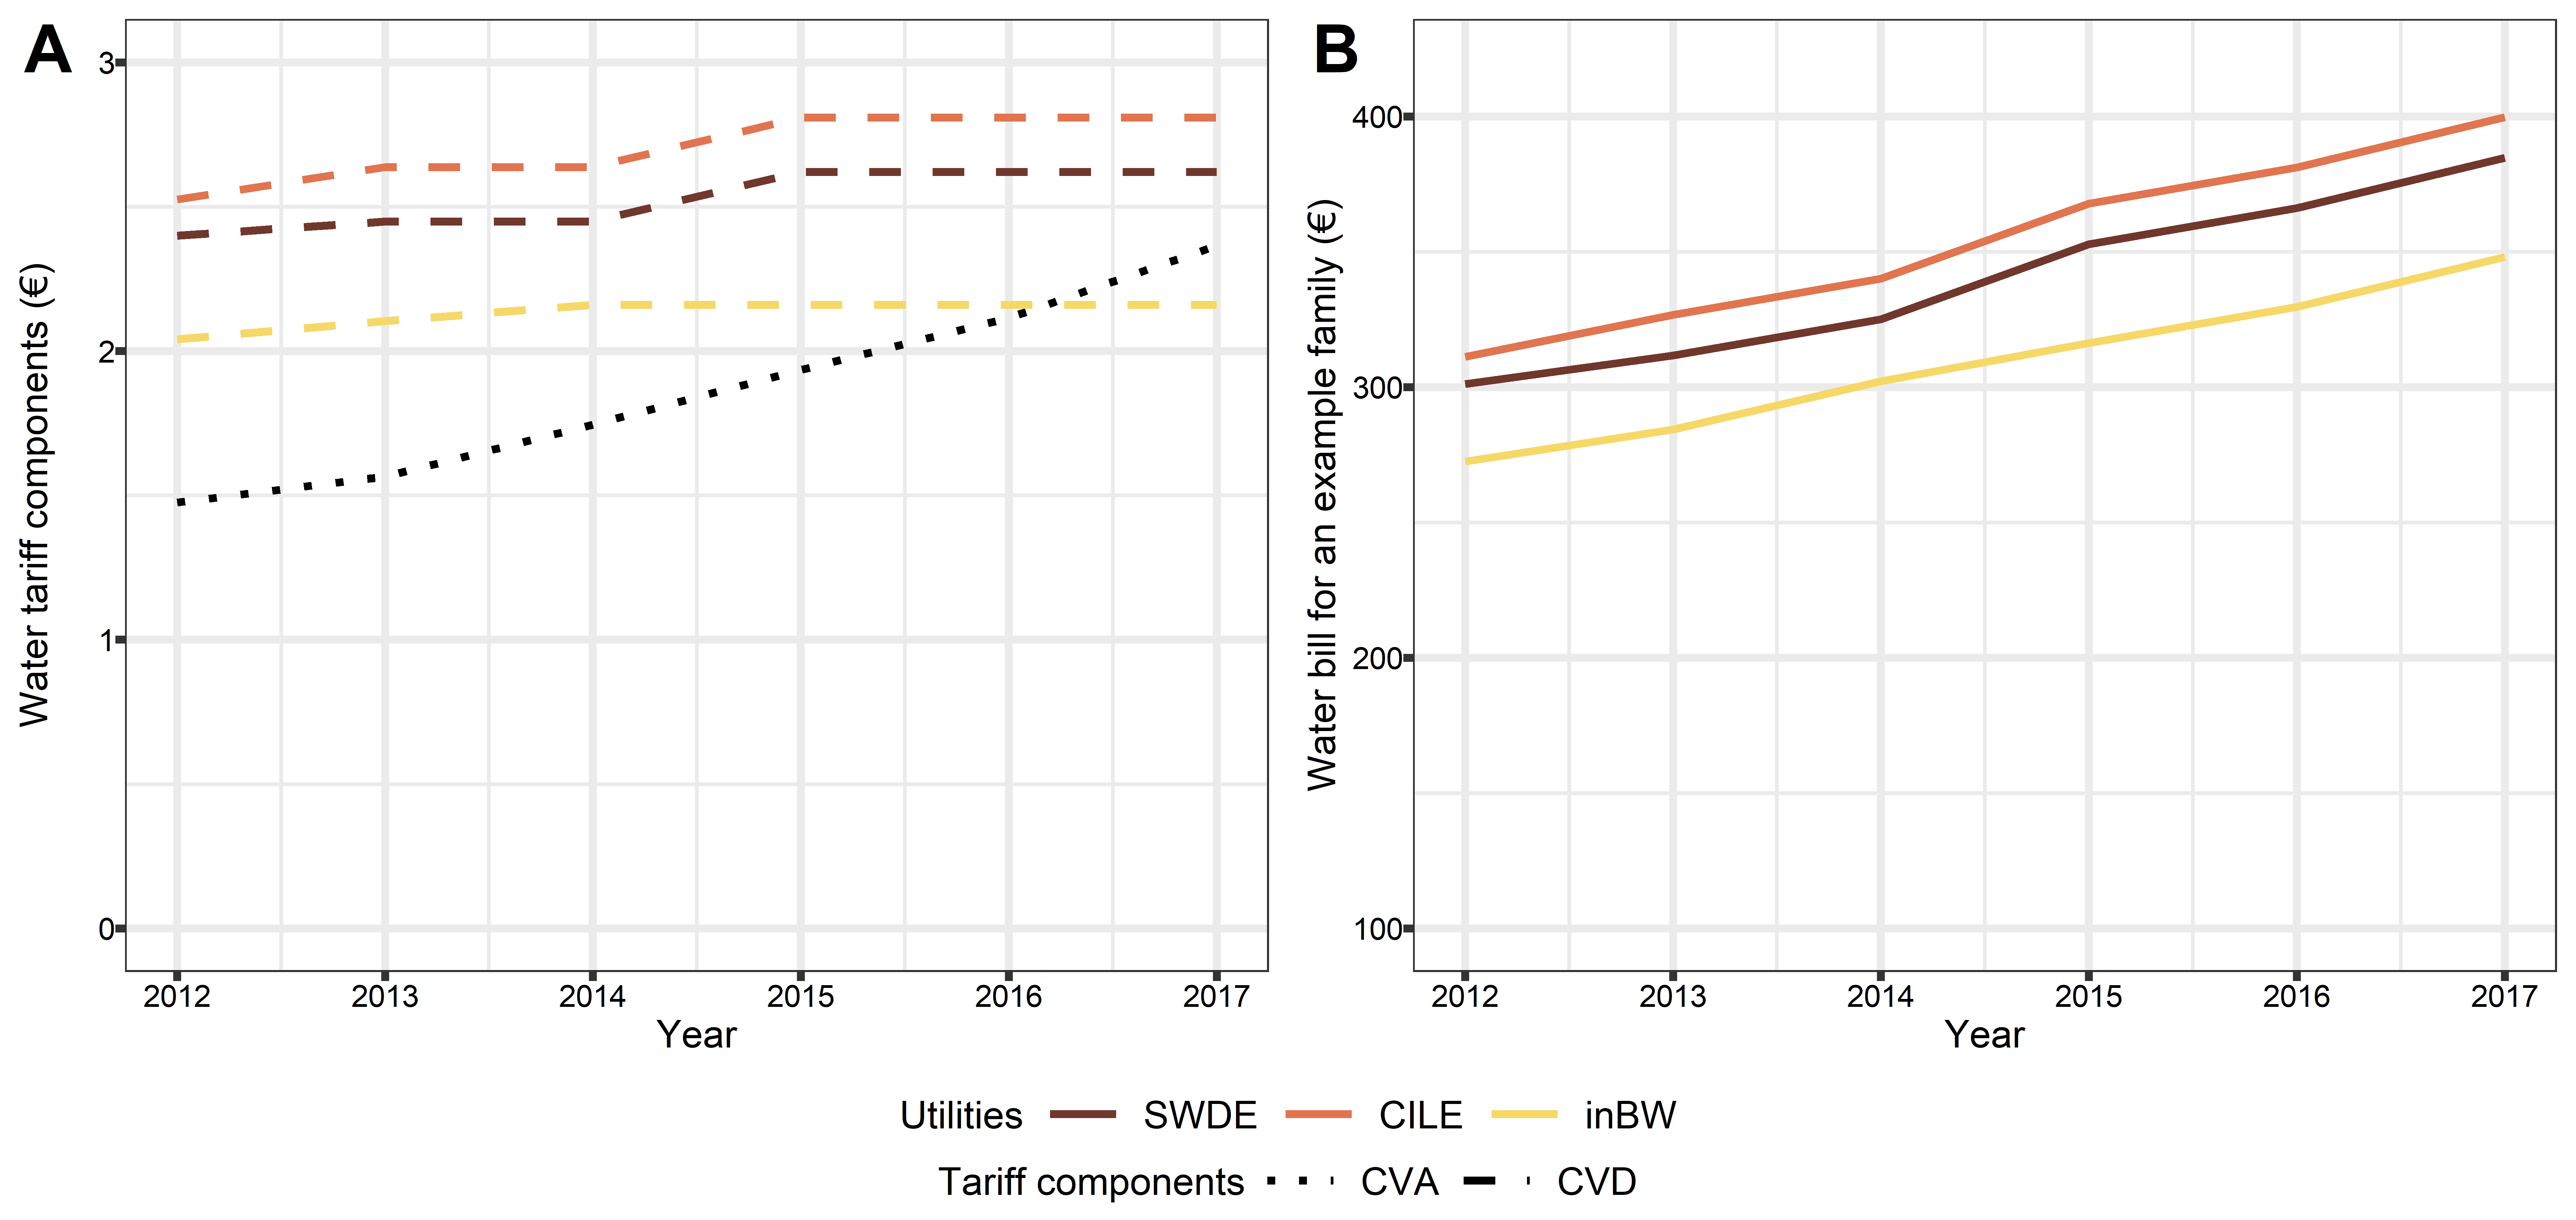 A
Water tariff components (€)
3
2
1
0
2012 2013 2014 2015 2016 2017
Year
B
Water bill for an example family (€)
400
300
200
100
2012 2013 2014 2015 2016 2017
Year
Utilities SWDE CILE inBW
Tariff components CVA CVD